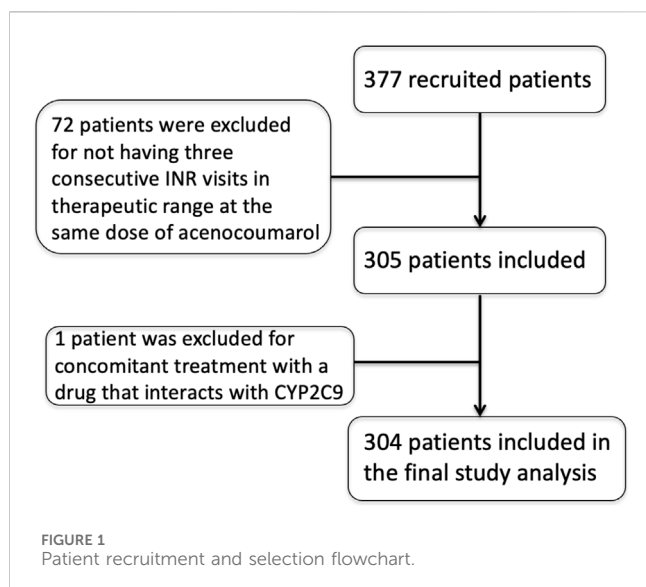 377 recruited patients
72 patients were excluded
for not having three
consecutive INR visits in
therapeutic range at the
same dose of acenocoumarol
305 patients included
1 patient was excluded for
concomitant treatment with a
drug that interacts with CYP2C9
304 patients included in
the final study analysis
FIGURE 1
Patient recruitment and selection flowchart.